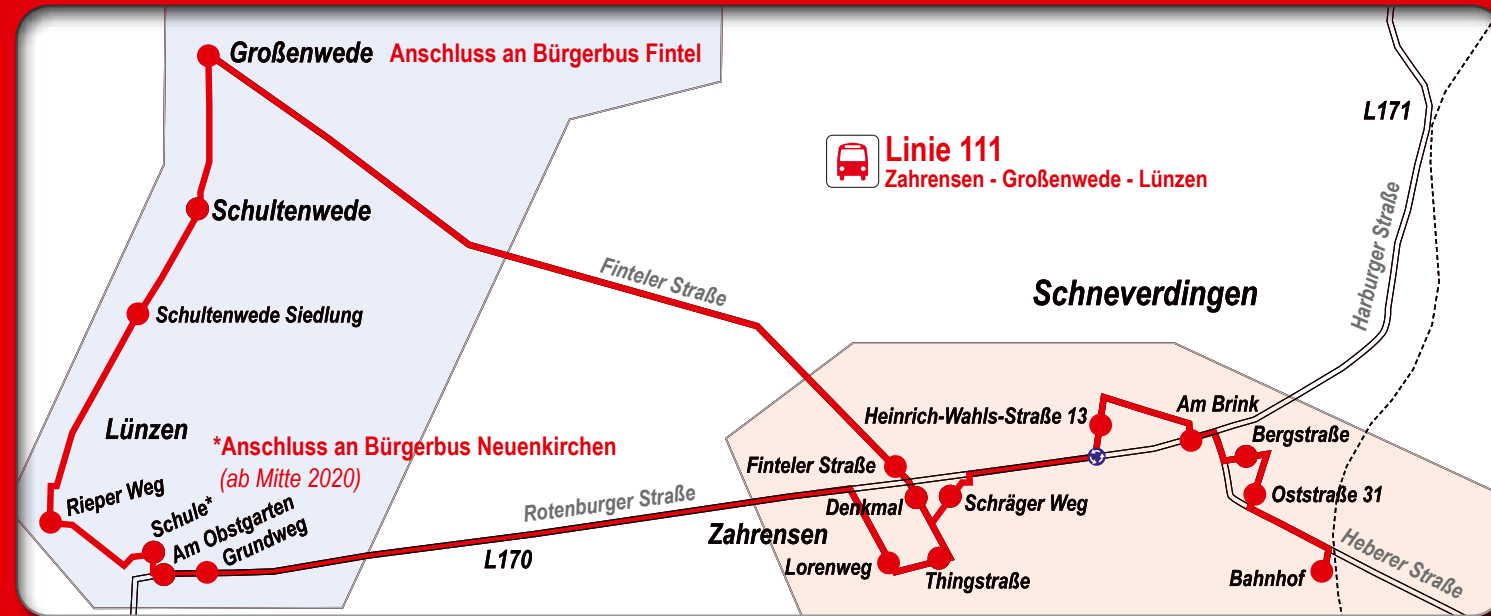 Großenwede Anschluss an Bürgerbus Fintel
L171
Linie 111
Zahrensen - Großenwede - Lünzen
Schultenwede
Harburger Straße
Finteler Straße
Schneverdingen
Schultenwede Siedlung
Lünzen
*Anschluss an Bürgerbus Neuenkirchen
(ab Mitte 2020)
Heinrich-Wahls-Straße 13
Am Brink
Bergstraße
Finteler Straße
Rieper Weg
Schule*
Am Obstgarten
Grundweg
Rotenburger Straße
L170
Zahrensen
Denkmal
Schräger Weg
Oststraße 31
Lorenweg
Thingstraße
Bahnhof
Heberer Straße